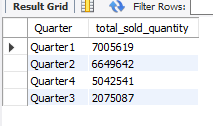 Result Grid Filter Rows:
Quarter total_sold_quantity
Quarter1 7005619
Quarter2 6649642
Quarter4 5042541
Quarter3 2075087